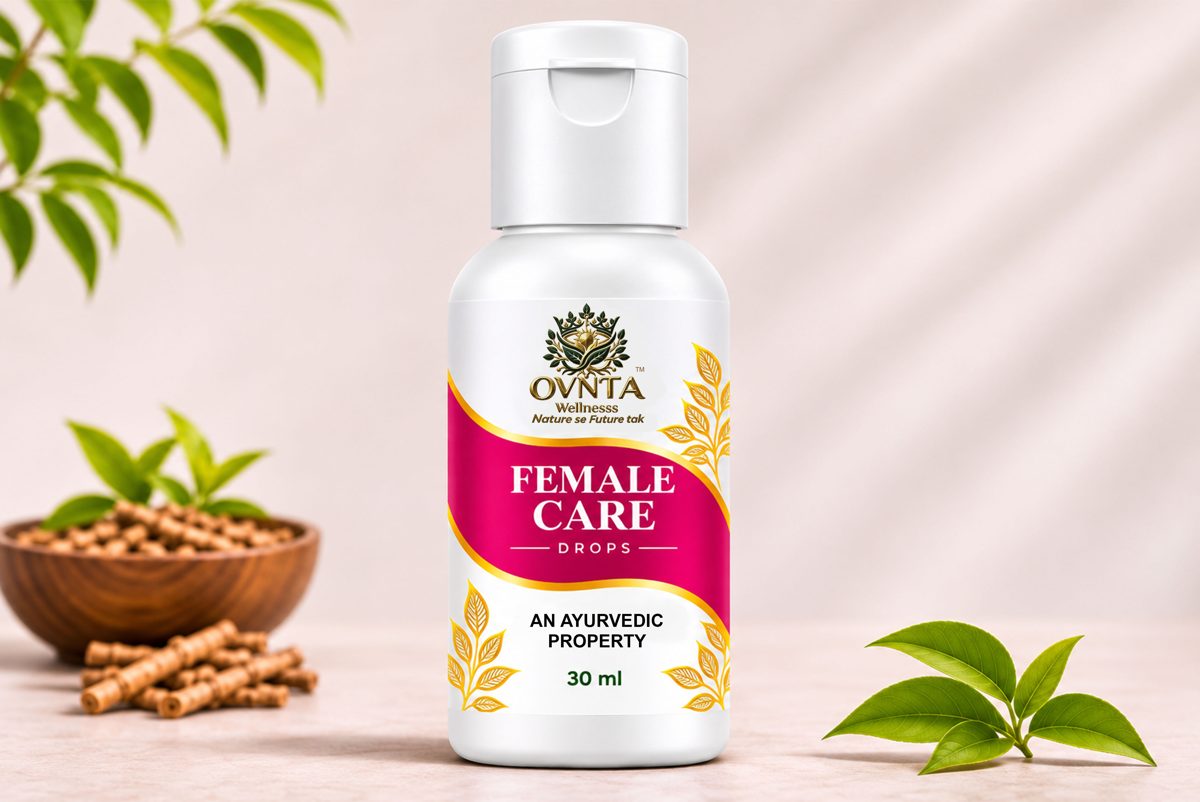 OVNTA TM
Wellnesss
Nature se Future tak
FEMALE
CARE
DROPS
AN AYURVEDIC
PROPERTY
30 ml